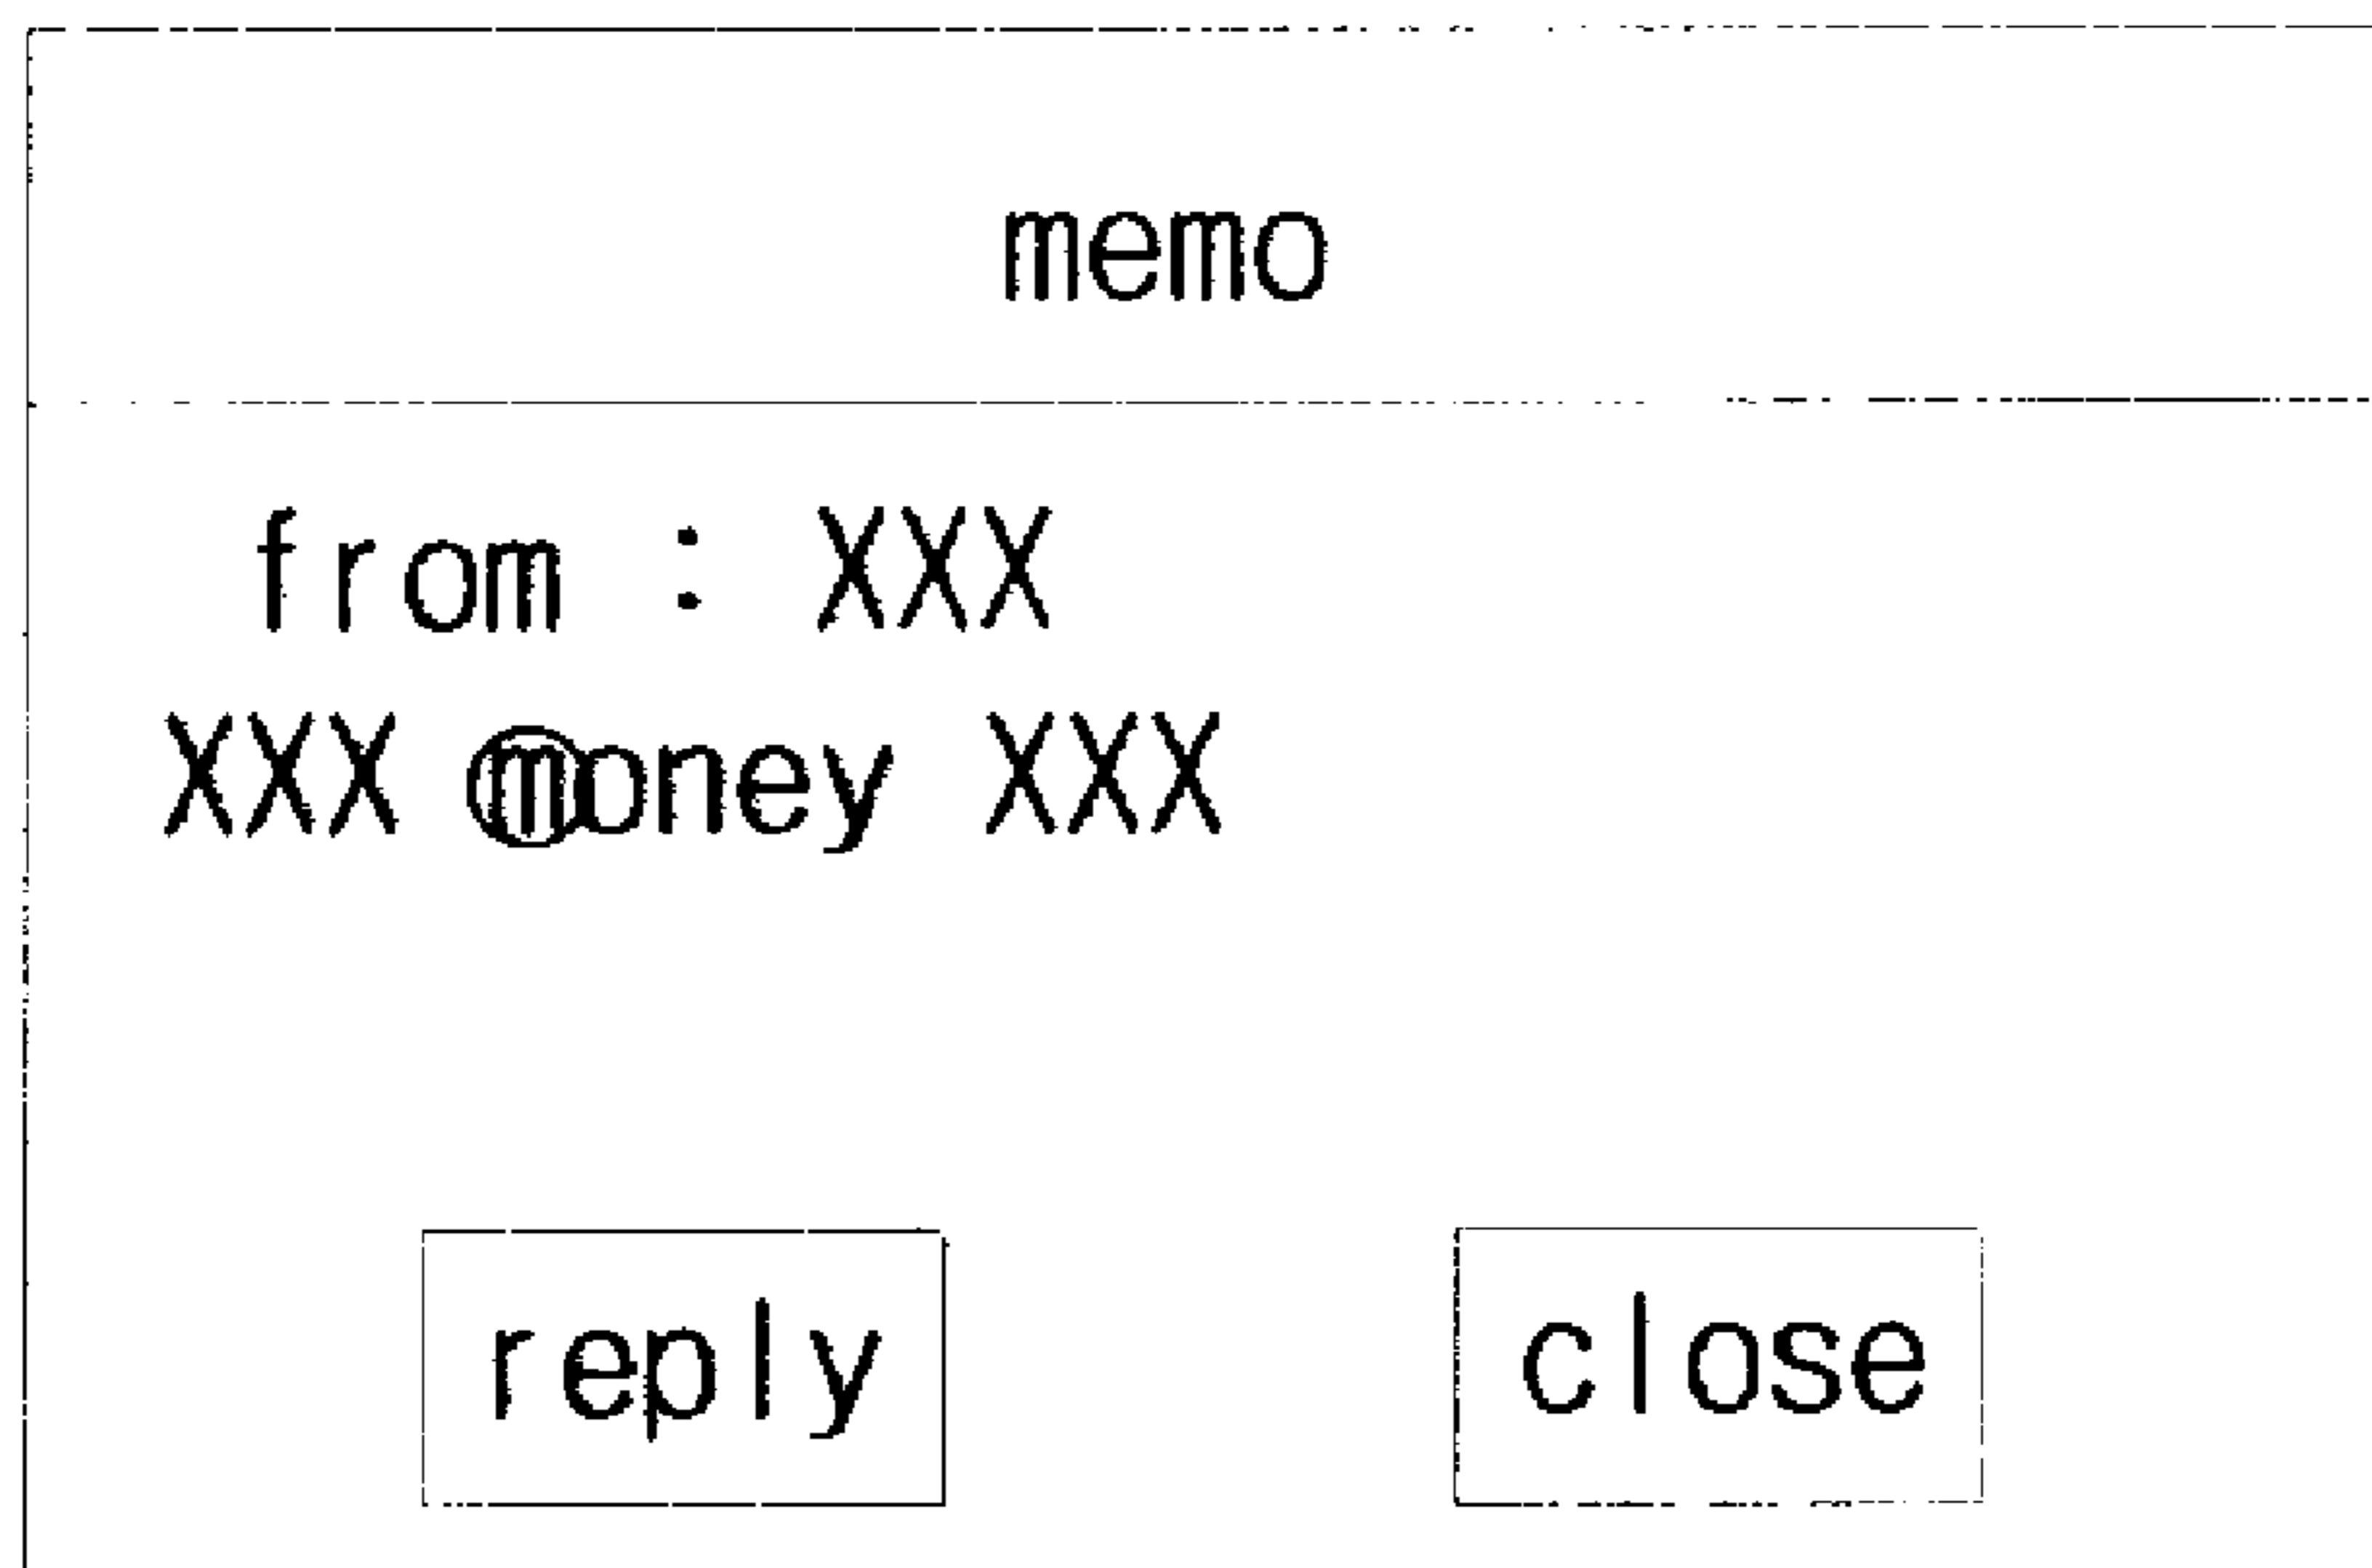 memo
from : XXX
XXX ⓜoney XXX
reply
close